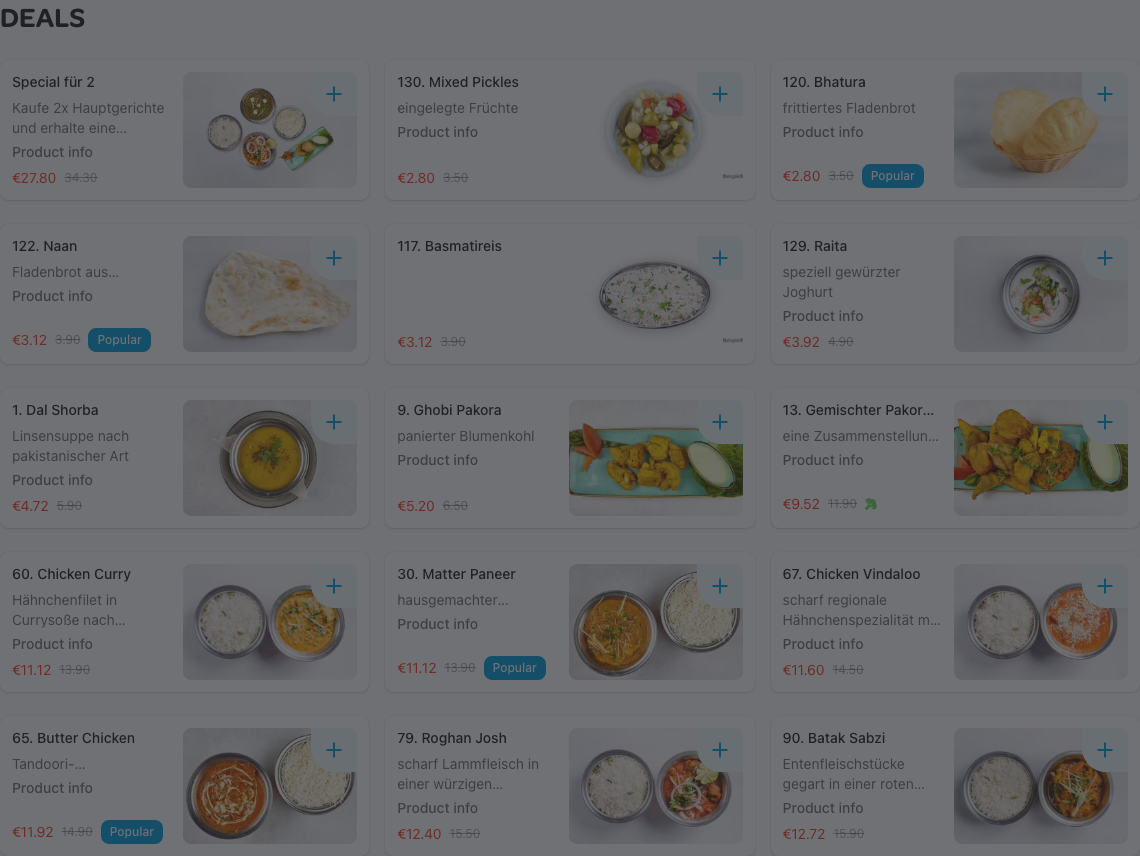 DEALS
Special für 2
Kaufe 2x Hauptgerichte
und erhalte eine...
Product info
€27.80 34.30
130. Mixed Pickles
eingelegte Früchte
Product info
€2.80 3.50
Beispiel!
120. Bhatura
frittiertes Fladenbrot
Product info
€2.80 3.50 Popular
122. Naan
Fladenbrot aus...
Product info
€3.12 3.90 Popular
117. Basmatireis
€3.12 3.90
Beispiel!
129. Raita
speziell gewürzter
Joghurt
Product info
€3.92 4.90
1. Dal Shorba
Linsensuppe nach
pakistanischer Art
Product info
€4.72 5.90
9. Ghobi Pakora
panierter Blumenkohl
Product info
€5.20 6.50
13. Gemischter Pakor...
eine Zusammenstellun...
Product info
€9.52 11.90
60. Chicken Curry
Hähnchenfilet in
Currysoße nach...
Product info
€11.12 13.90
30. Matter Paneer
hausgemachter...
Product info
€11.12 13.90 Popular
67. Chicken Vindaloo
scharf regionale
Hähnchenspezialität m...
Product info
€11.60 14.50
65. Butter Chicken
Tandoori-...
Product info
€11.92 14.90 Popular
79. Roghan Josh
scharf Lammfleisch in
einer würzigen...
Product info
€12.40 15.50
90. Batak Sabzi
Entenfleischstücke
gegart in einer roten...
Product info
€12.72 15.90